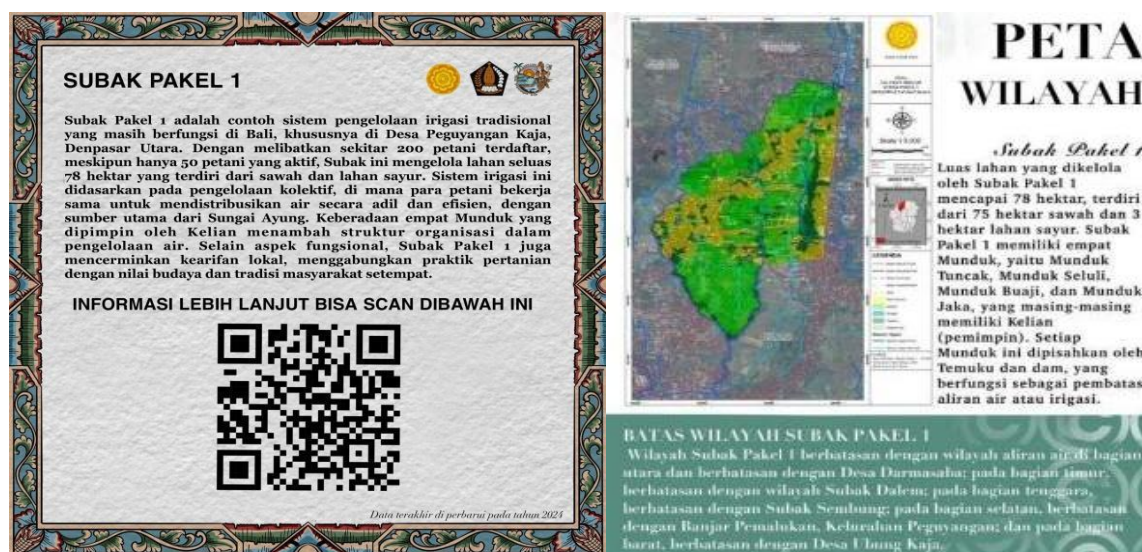 SUBAK PAKEL 1
Subak Pakel 1 adalah contoh sistem pengelolaan irigasi tradisional
yang masih berfungsi di Bali, khususnya di Desa Peguyangan Kaja,
Denpasar Utara. Dengan melibatkan sekitar 200 petani terdaftar,
meskipun hanya 50 petani yang aktif, Subak ini mengelola lahan seluas
78 hektar yang terdiri dari sawah dan lahan sayur. Sistem irigasi ini
didasarkan pada pengelolaan kolektif, di mana para petani bekerja
sama untuk mendistribusikan air secara adil dan efisien, dengan
sumber utama dari Sungai Ayung. Keberadaan empat Munduk yang
dipimpin oleh Kelian menambah struktur organisasi dalam
pengelolaan air. Selain aspek fungsional, Subak Pakel 1 juga
mencerminkan kearifan lokal, menggabungkan praktik pertanian
dengan nilai budaya dan tradisi masyarakat setempat.
INFORMASI LEBIH LANJUT BISA SCAN DIBAWAH INI
Data terakhir di perbarui pada tahun 2024
PETA
WILAYAH
Subak Pakel 1
Luas lahan yang dikelola
oleh Subak Pakel 1
mencapai 78 hektar, terdiri
dari 75 hektar sawah dan 3
hektar lahan sayur. Subak
Pakel 1 memiliki empat
Munduk, yaitu Munduk
Tuncak, Munduk Seluli,
Munduk Buaji, dan Munduk
Jaka, yang masing-masing
memiliki Kelian
(pemimpin). Setiap
Munduk ini dipisahkan oleh
Temuku dan dam, yang
berfungsi sebagai pembatas
aliran air atau irigasi.
BATAS WILAYAH SUBAK PAKEL 1
Wilayah Subak Pakel 1 berbatasan dengan wilayah aliran air di bagian
utara dan berbatasan dengan Desa Darmasaba; pada bagian timur,
berbatasan dengan wilayah Subak Dalem; pada bagian tenggara,
berbatasan dengan Subak Sembung; pada bagian selatan, berbatasan
dengan Banjar Pemalukan, Kelurahan Peguyangan; dan pada bagian
barat, berbatasan dengan Desa Ubung Kaja.